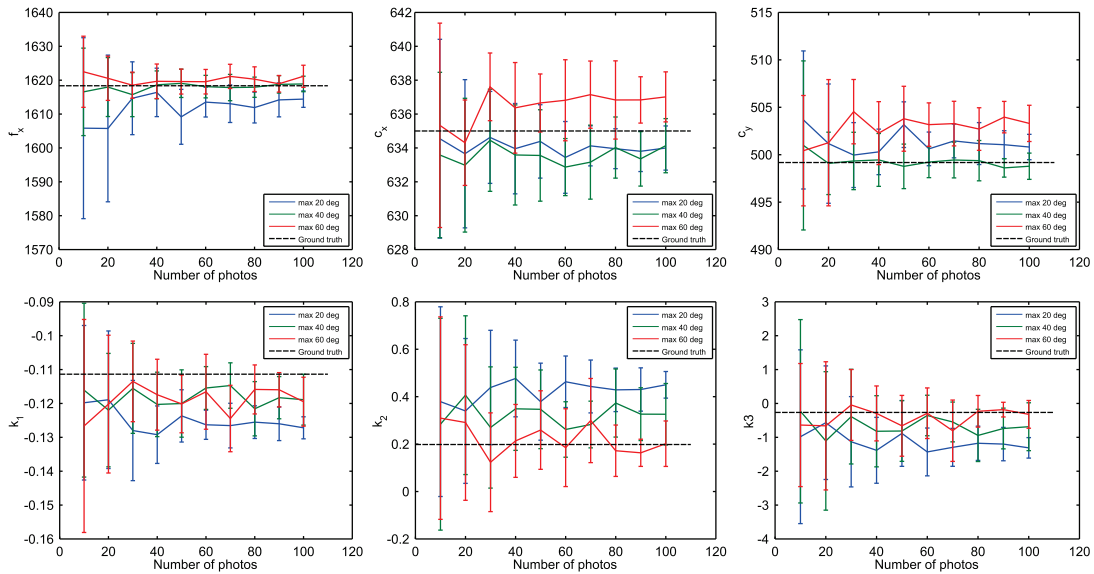 1640
1630
1620
1610
1600
1590
1580
1570
f_x
0 20 40 60 80 100 120
Number of photos
max 20 deg
max 40 deg
max 60 deg
Ground truth
642
640
638
636
634
632
630
628
c_x
0 20 40 60 80 100 120
Number of photos
max 20 deg
max 40 deg
max 60 deg
Ground truth
515
510
505
500
495
490
c_y
0 20 40 60 80 100 120
Number of photos
max 20 deg
max 40 deg
max 60 deg
Ground truth
-0.09
-0.1
-0.11
-0.12
-0.13
-0.14
-0.15
-0.16
k_1
0 20 40 60 80 100 120
Number of photos
max 20 deg
max 40 deg
max 60 deg
Ground truth
0.8
0.6
0.4
0.2
0
-0.2
k_2
0 20 40 60 80 100 120
Number of photos
max 20 deg
max 40 deg
max 60 deg
Ground truth
3
2
1
0
-1
-2
-3
-4
k3
0 20 40 60 80 100 120
Number of photos
max 20 deg
max 40 deg
max 60 deg
Ground truth